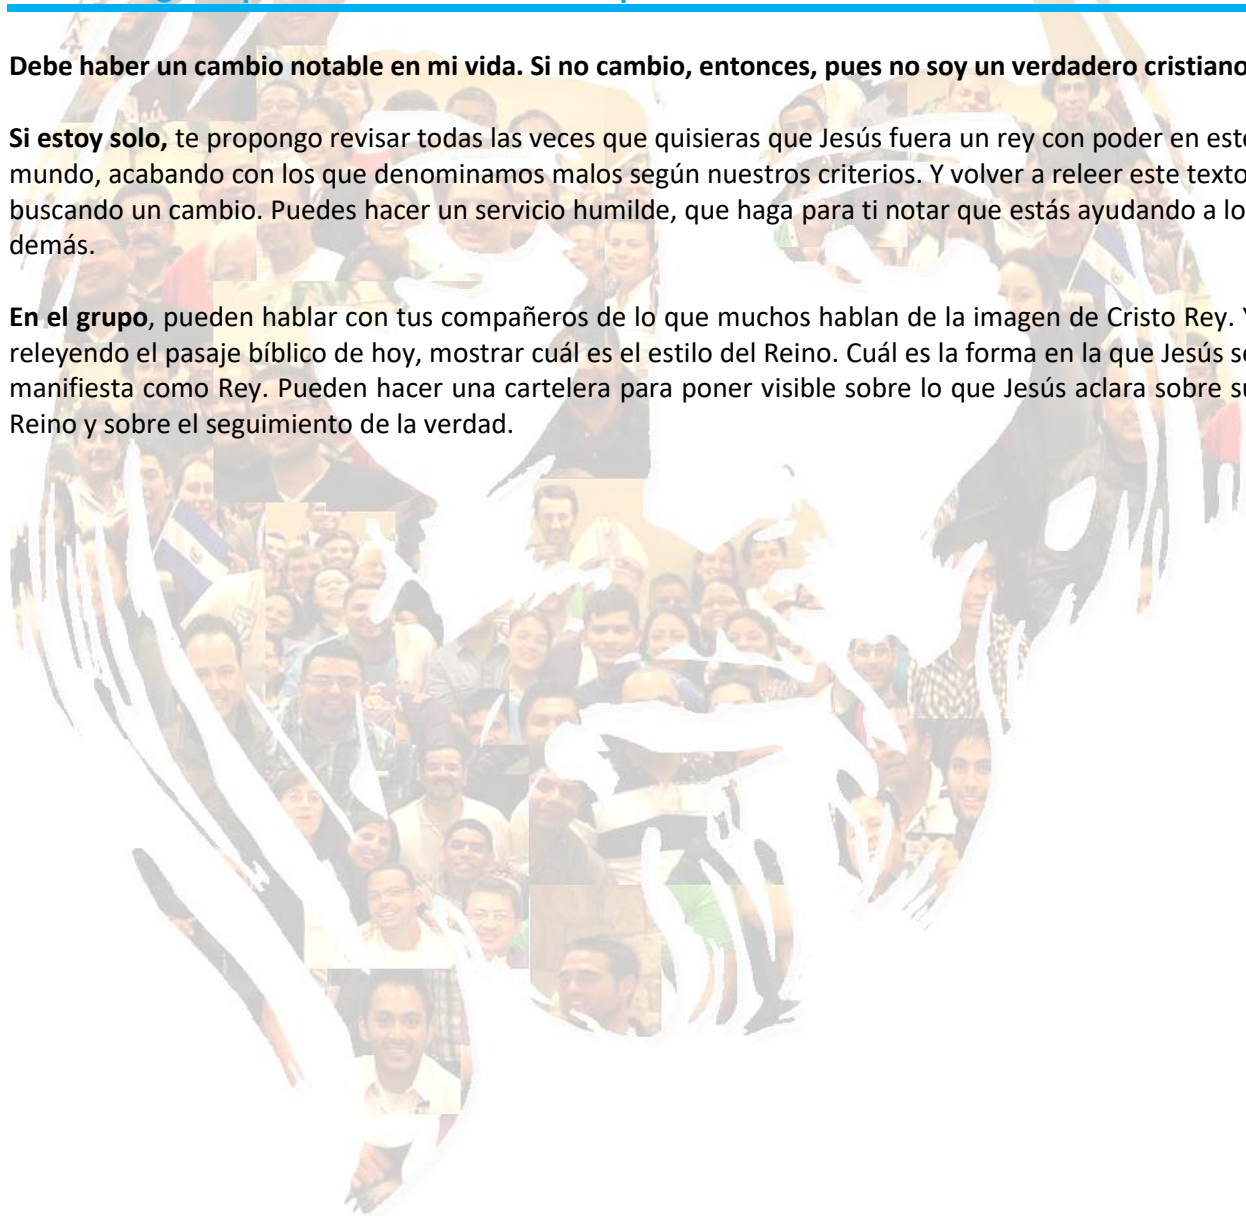 Debe haber un cambio notable en mi vida. Si no cambio, entonces, pues no soy un verdadero cristiano
Si estoy solo, te propongo revisar todas las veces que quisieras que Jesús fuera un rey con poder en este
mundo, acabando con los que denominamos malos según nuestros criterios. Y volver a releer este texto
buscando un cambio. Puedes hacer un servicio humilde, que haga para ti notar que estás ayudando a lo
demás.
En el grupo, pueden hablar con tus compañeros de lo que muchos hablan de la imagen de Cristo Rey. Y
releyendo el pasaje bíblico de hoy, mostrar cuál es el estilo del Reino. Cuál es la forma en la que Jesús se
manifiesta como Rey. Pueden hacer una cartelera para poner visible sobre lo que Jesús aclara sobre su
Reino y sobre el seguimiento de la verdad.